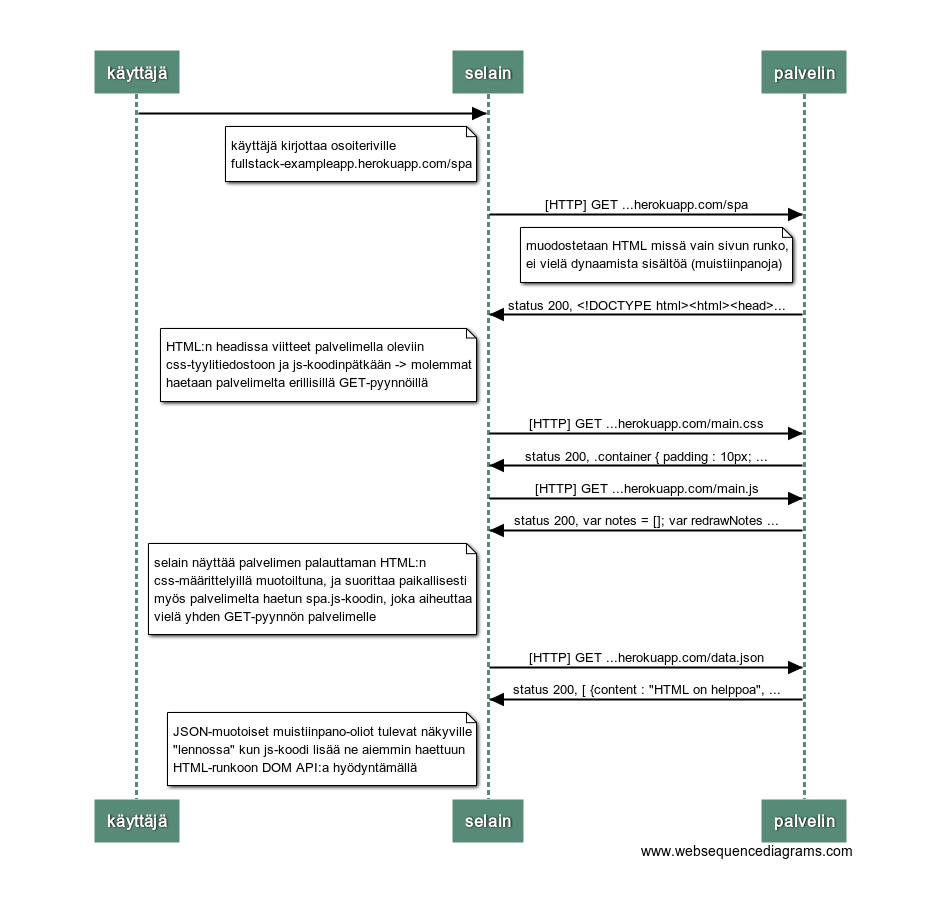 käyttäjä
selain
palvelin
käyttäjä kirjottaa osoiteriville
fullstack-exampleapp.herokuapp.com/spa
[HTTP] GET ...herokuapp.com/spa
muodostetaan HTML missä vain sivun runko,
ei vielä dynaamista sisältöä (muistiinpanoja)
status 200, <!DOCTYPE html><html><head>...
HTML:n headissa viitteet palvelimella oleviin
css-tyylitiedostoon ja js-koodinpätkään -> molemmat
haetaan palvelimelta erillisillä GET-pyynnöillä
[HTTP] GET ...herokuapp.com/main.css
status 200, .container { padding : 10px; ...
[HTTP] GET ...herokuapp.com/main.js
status 200, var notes = []; var redrawNotes ...
selain näyttää palvelimen palauttaman HTML:n
css-määrittelyillä muotoiltuna, ja suorittaa paikallisesti
myös palvelimelta haetun spa.js-koodin, joka aiheuttaa
vielä yhden GET-pyynnön palvelimelle
[HTTP] GET ...herokuapp.com/data.json
status 200, [ {content : "HTML on helppoa", ...
JSON-muotoiset muistiinpano-oliot tulevat näkyville
"lennossa" kun js-koodi lisää ne aiemmin haettuun
HTML-runkoon DOM API:a hyödyntämällä
käyttäjä
selain
palvelin
www.websequencediagrams.com